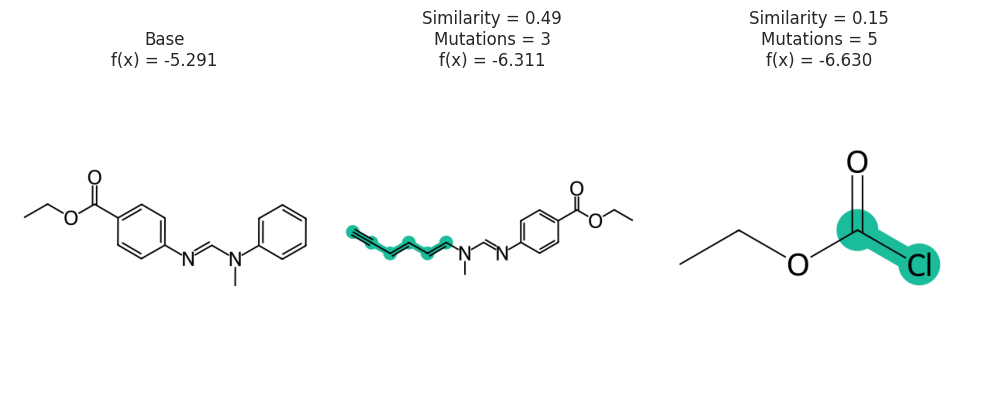 Base
f(x) = -5.291
Similarity = 0.49
Mutations = 3
f(x) = -6.311
Similarity = 0.15
Mutations = 5
f(x) = -6.630
O
O
N
N
O
O
N
N
O
O
Cl